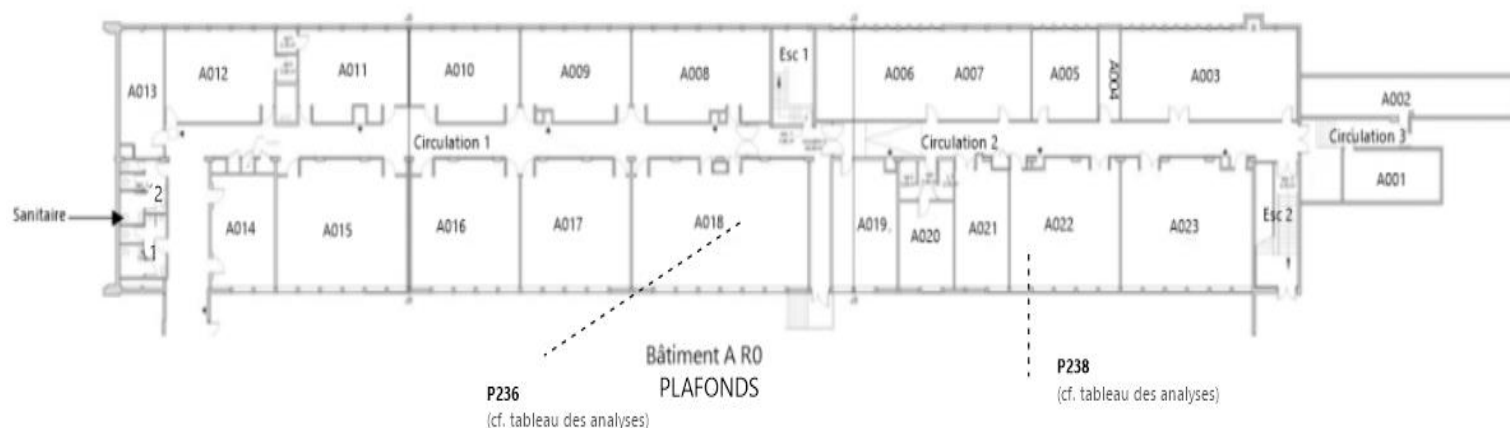 Esc 1
A013
A012
A011
A010
A009
A008
A006
A007
A005
A004
A003
A002
Circulation 1
Circulation 2
Circulation 3
A001
2
Sanitaire
1
A014
A015
A016
A017
A018
A019
A020
A021
A022
A023
Esc 2
Bâtiment A R0
PLAFONDS
P236
(cf. tableau des analyses)
P238
(cf. tableau des analyses)